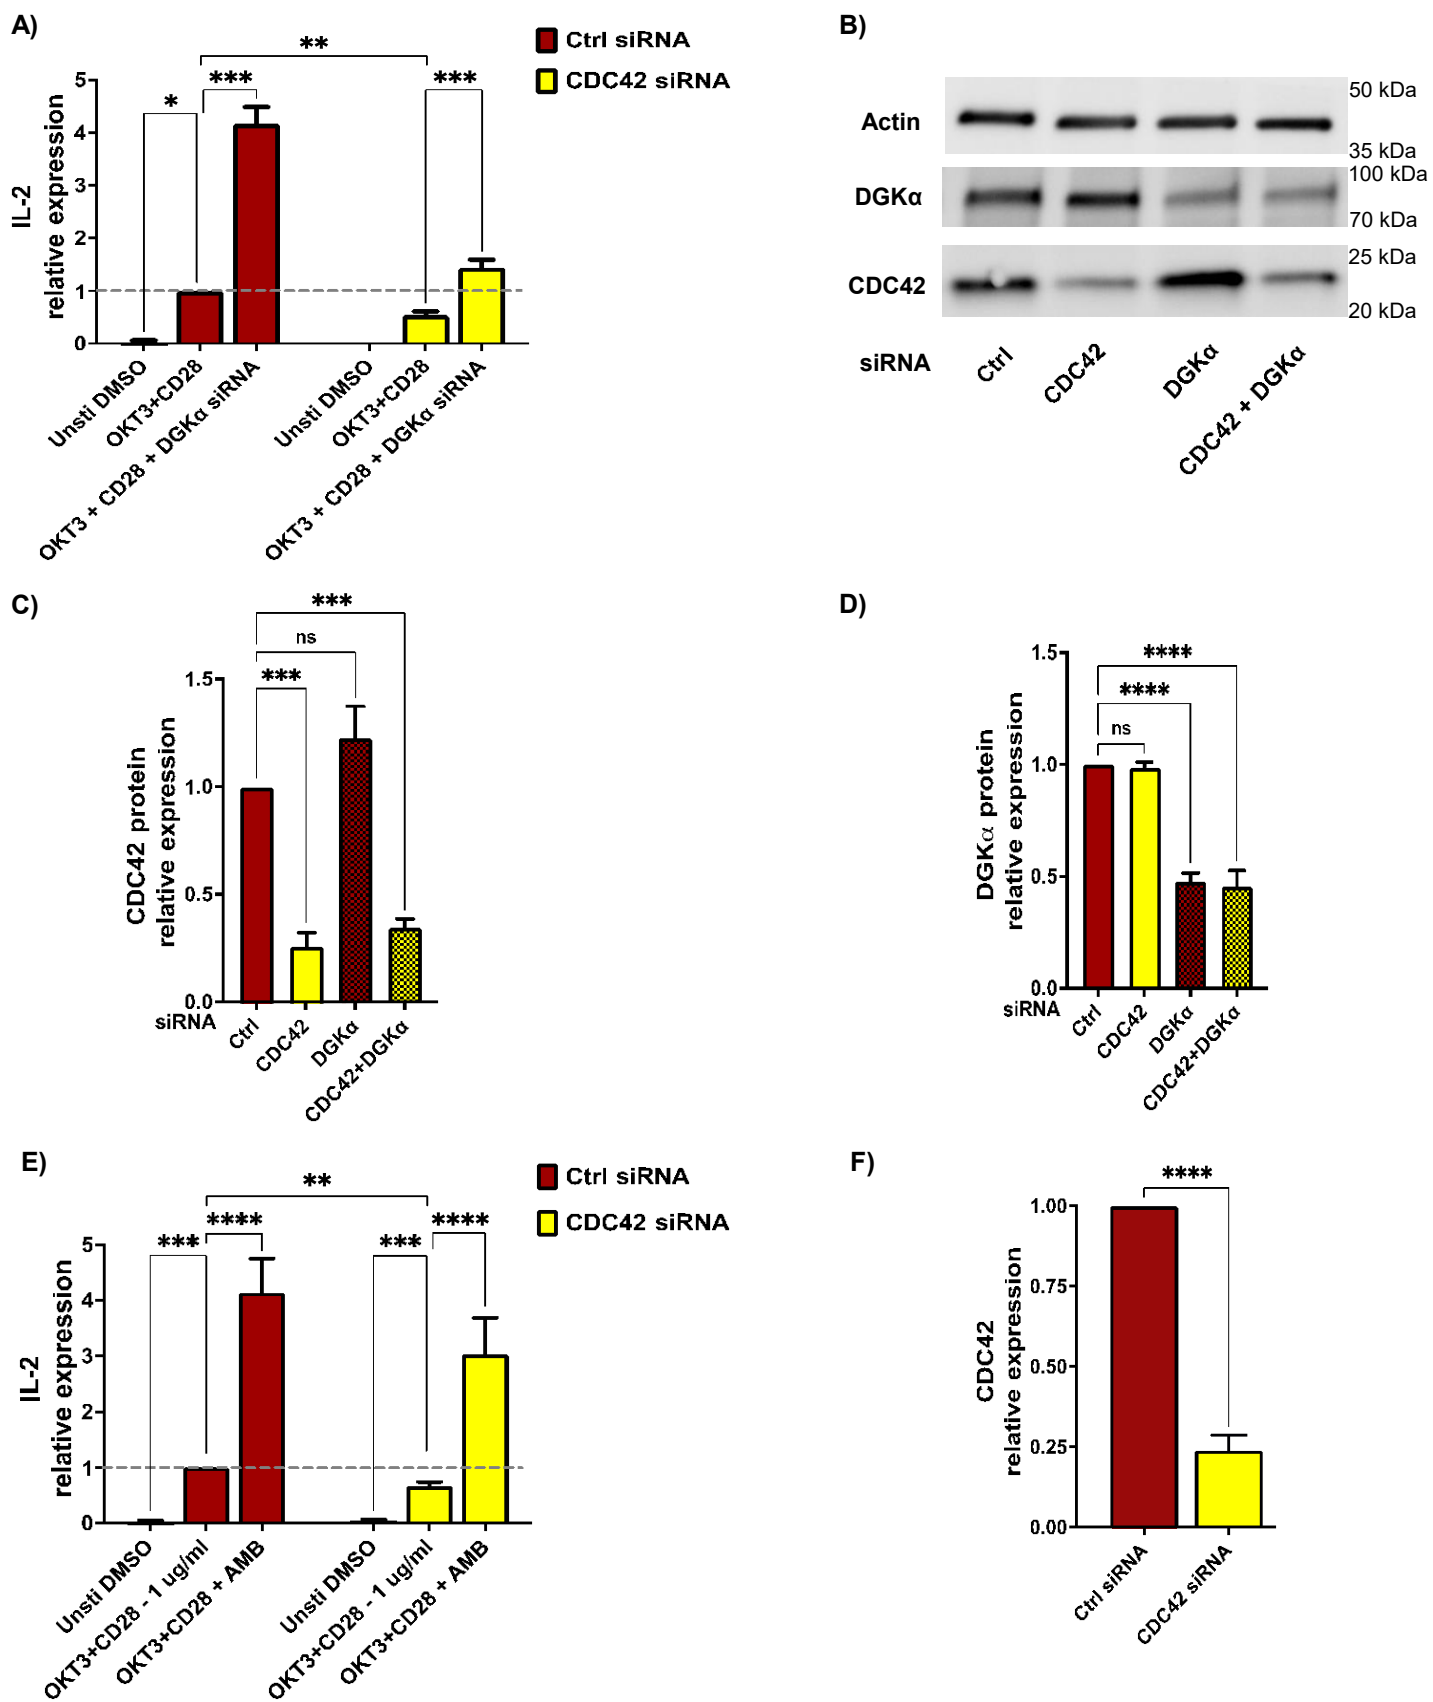 A)
**
Ctrl siRNA
CDC42 siRNA
*
***
***
IL-2
relative expression
5
4
3
2
1
0
Unsti DMSO
OKT3+CD28
OKT3 + CD28 + DGKα siRNA
Unsti DMSO
OKT3+CD28
OKT3 + CD28 + DGKα siRNA
B)
Actin
50 kDa
35 kDa
DGKα
100 kDa
70 kDa
CDC42
25 kDa
20 kDa
siRNA
Ctrl
CDC42
DGKα
CDC42 + DGKα
C)
***
ns
***
CDC42 protein
relative expression
1.5
1.0
0.5
0.0
siRNA
Ctrl
CDC42
DGKα
CDC42+DGKα
D)
****
****
ns
DGKα protein
relative expression
1.5
1.0
0.5
0.0
siRNA
Ctrl
CDC42
DGKα
CDC42+DGKα
E)
**
Ctrl siRNA
CDC42 siRNA
***
****
***
****
IL-2
relative expression
5
4
3
2
1
0
Unsti DMSO
OKT3+CD28 - 1 ug/ml
OKT3+CD28 + AMB
Unsti DMSO
OKT3+CD28 - 1 ug/ml
OKT3+CD28 + AMB
F)
****
CDC42
relative expression
1.00
0.75
0.50
0.25
0.00
Ctrl siRNA
CDC42 siRNA